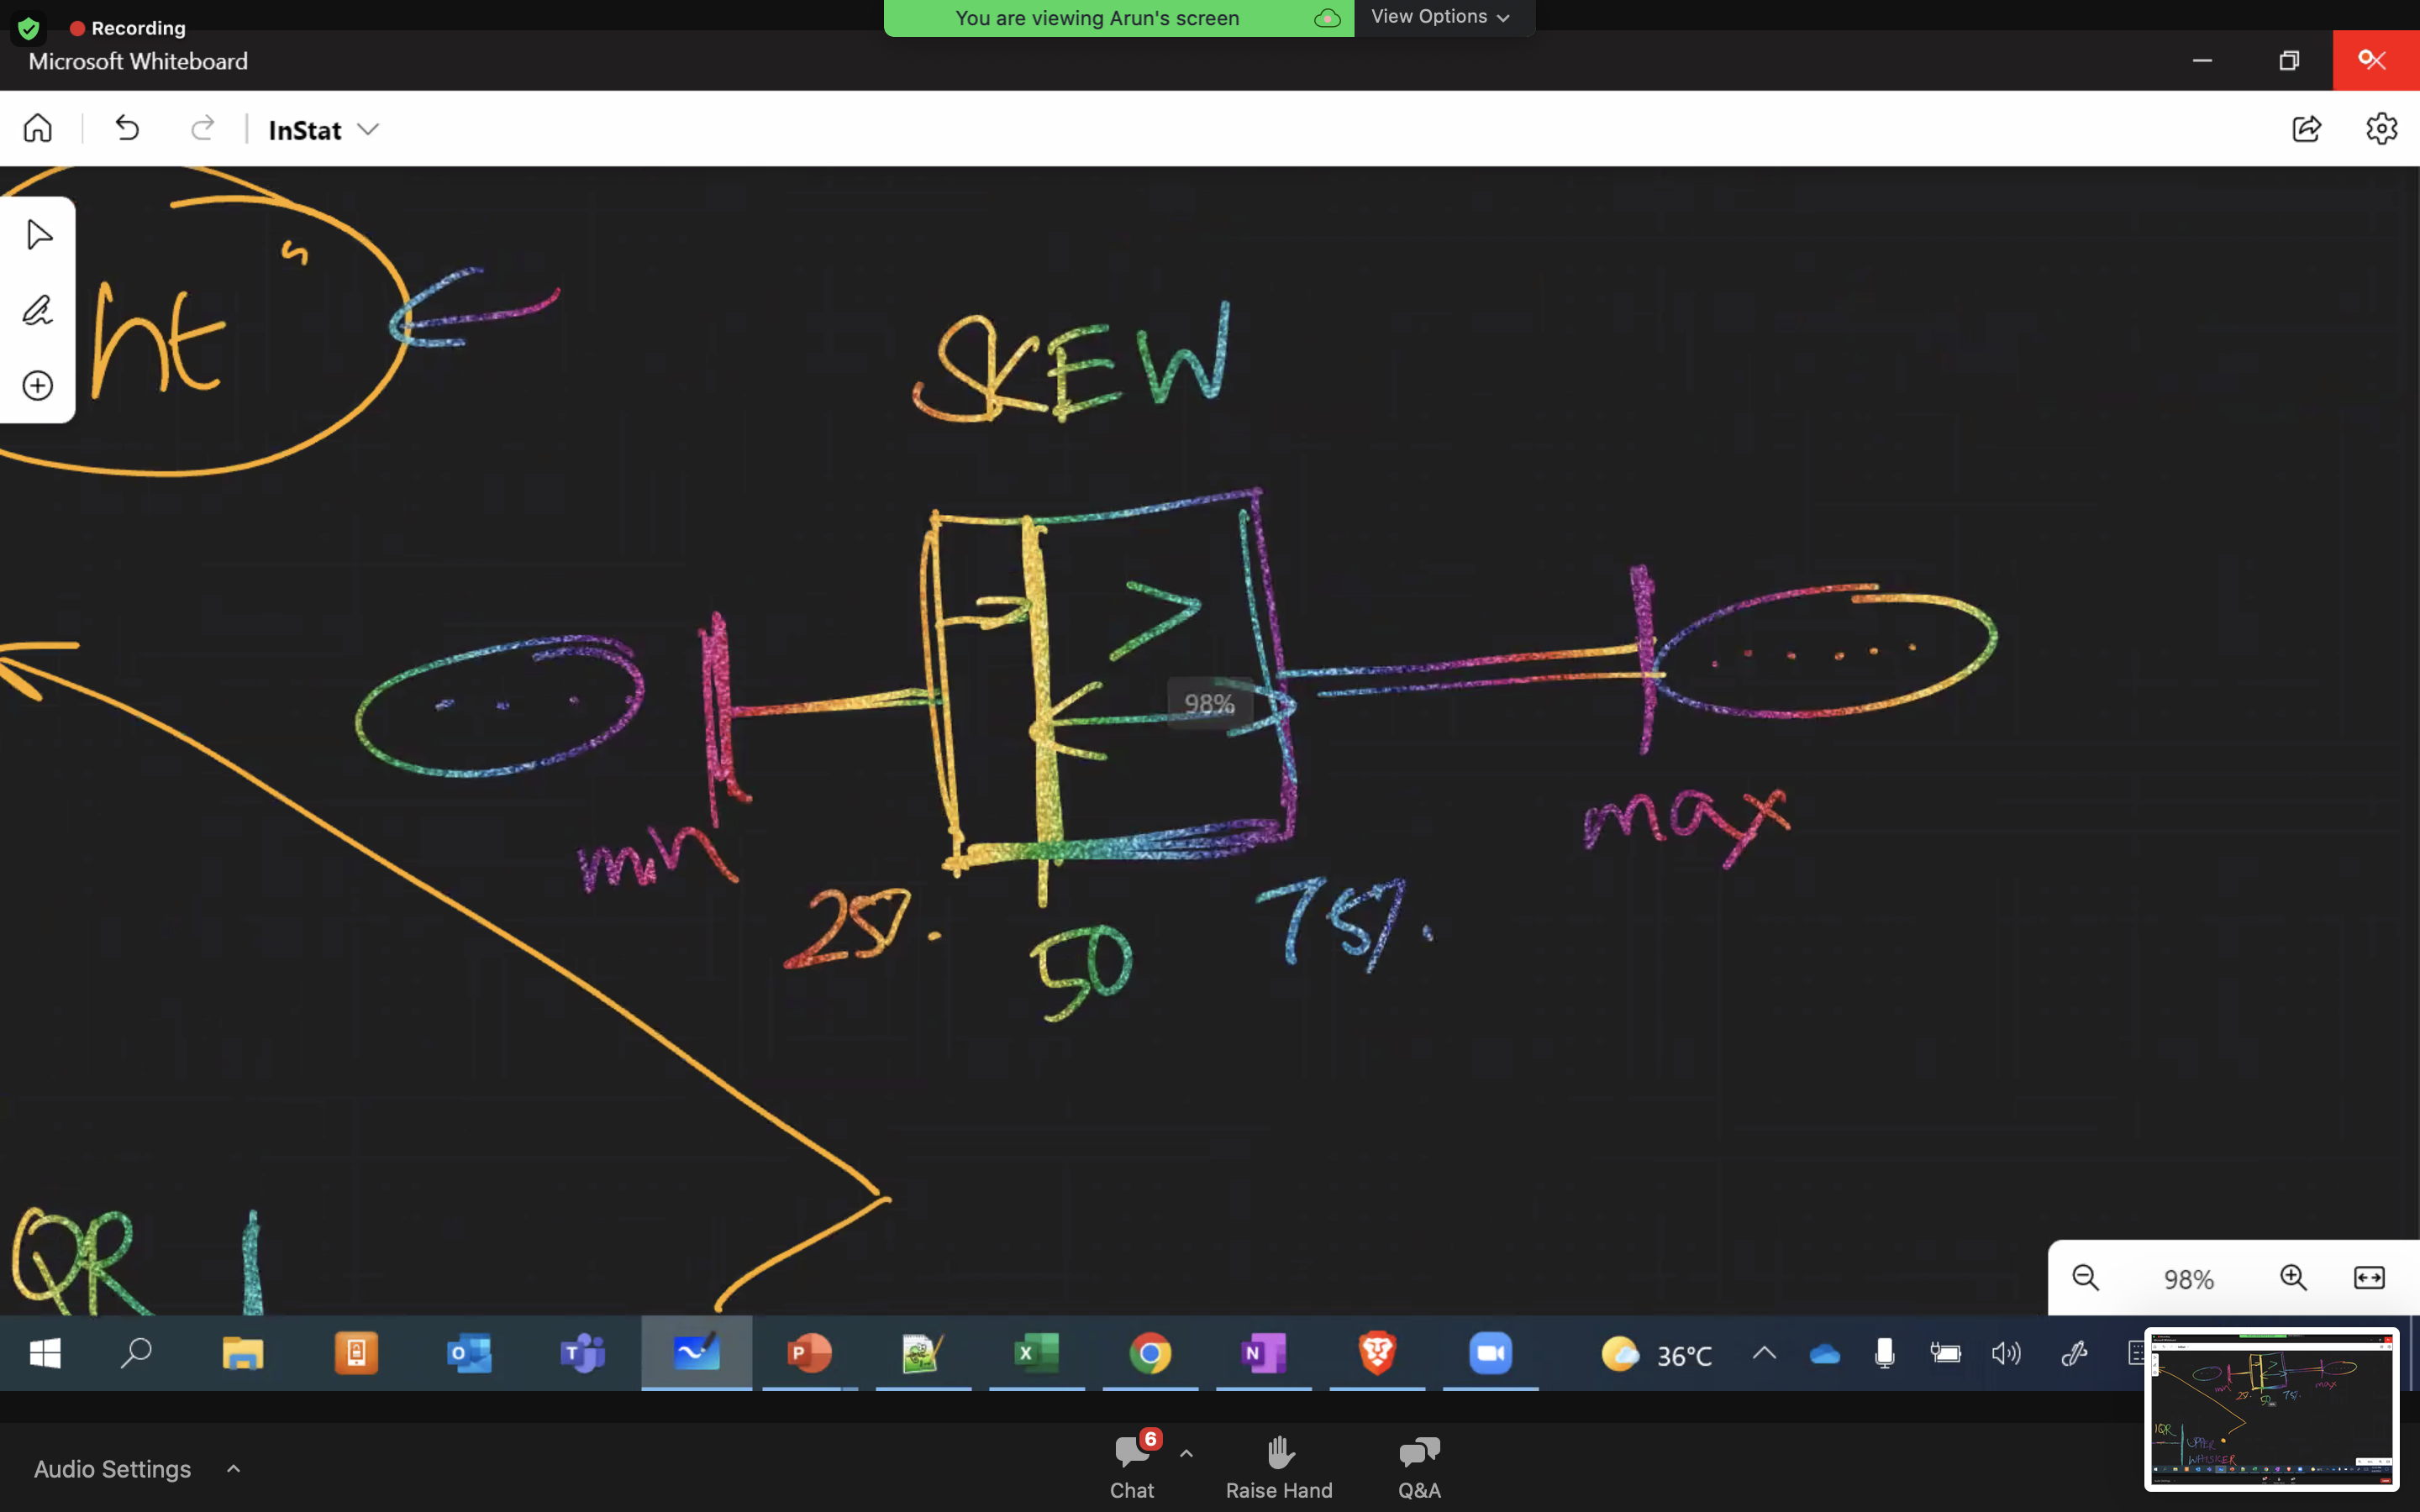 Recording
You are viewing Arun's screen
View Options
Microsoft Whiteboard
InStat
ht "
SKEW
>
98%
min
max
25%.
50
75%.
QR
98%
36°C
Audio Settings
6
Chat
Raise Hand
Q&A